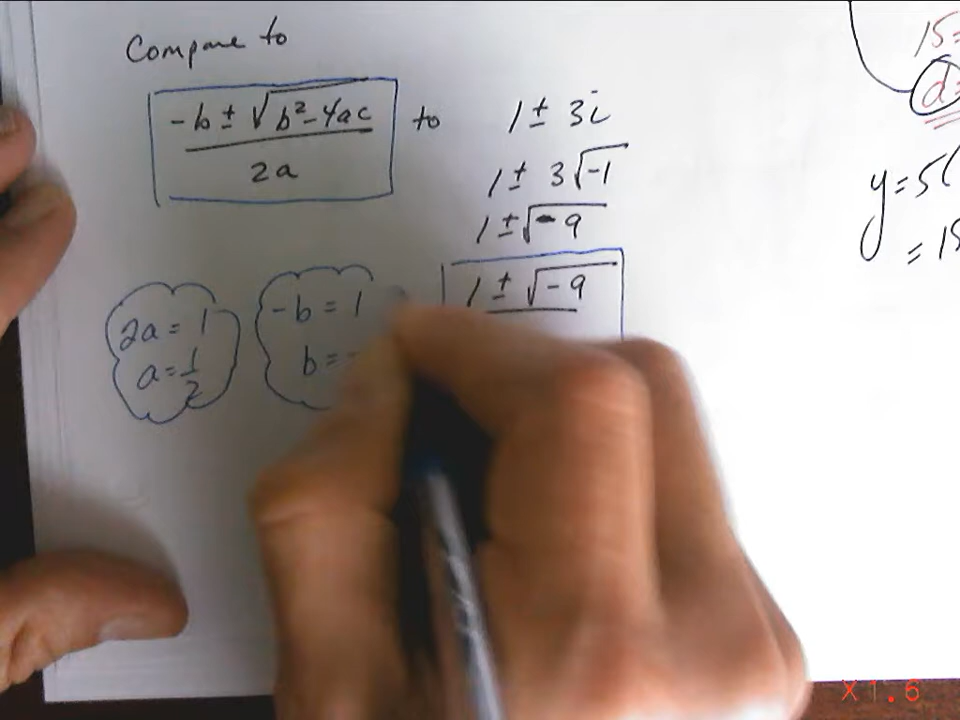 Compare to
-b ± √b²-4ac to
2a
1 ± 3i
1 ± 3√-1
1 ± √-9
1 ± √-9
2a = 1
a = 1/2
-b = 1
b = -
15=
d=
y=5(
= 15
X1.6